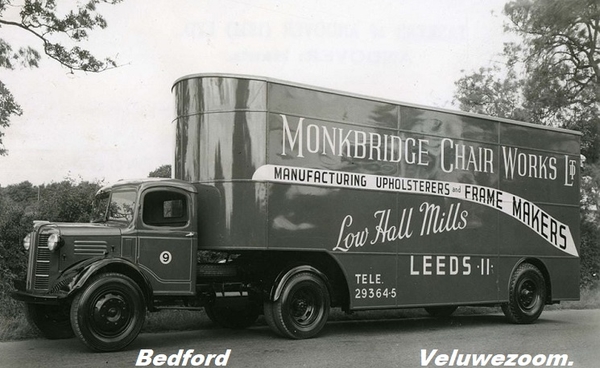 MONKBRIDGE CHAIR WORKS LTD
MANUFACTURING UPHOLSTERERS and FRAME MAKERS
Low Hall Mills
LEEDS·11·
TELE.
29364·5
9
Bedford
Veluwezoom.